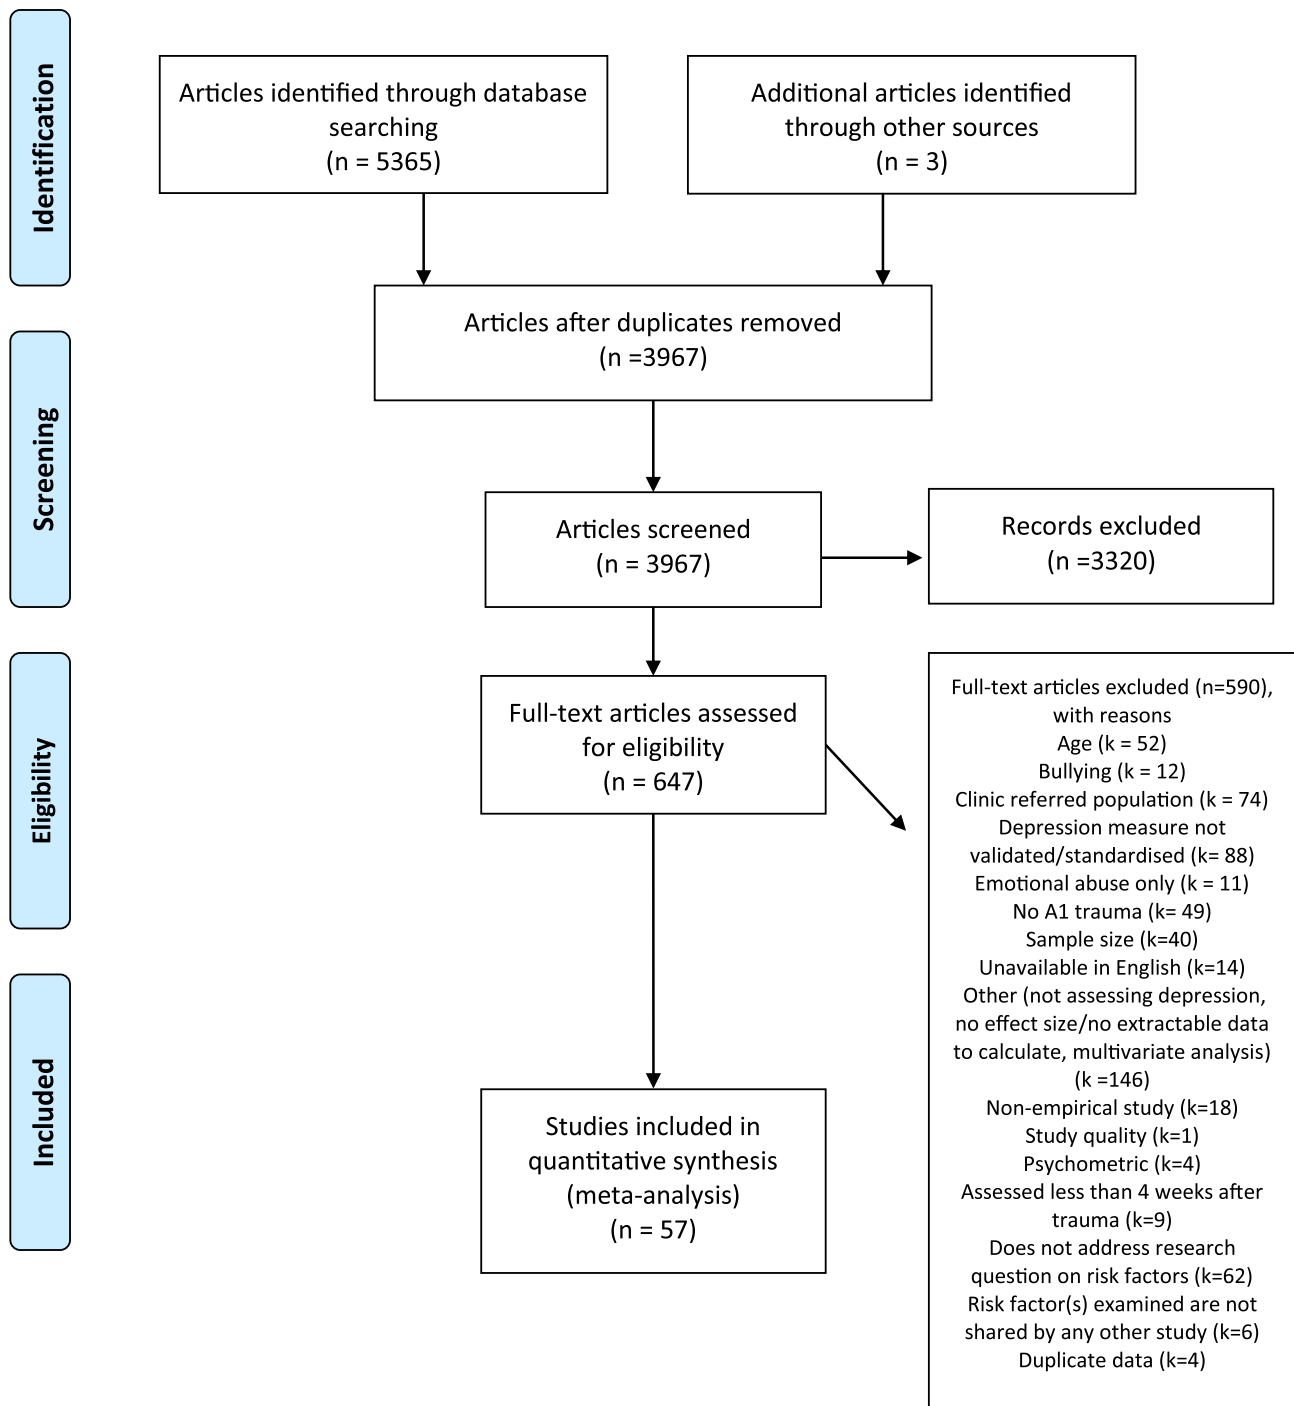 Identification
Articles identified through database
searching
(n = 5365)
Additional articles identified
through other sources
(n = 3)
Articles after duplicates removed
(n =3967)
Screening
Articles screened
(n = 3967)
Records excluded
(n =3320)
Eligibility
Full-text articles assessed
for eligibility
(n = 647)
Full-text articles excluded (n=590),
with reasons
Age (k = 52)
Bullying (k = 12)
Clinic referred population (k = 74)
Depression measure not
validated/standardised (k= 88)
Emotional abuse only (k = 11)
No A1 trauma (k= 49)
Sample size (k=40)
Unavailable in English (k=14)
Other (not assessing depression,
no effect size/no extractable data
to calculate, multivariate analysis)
(k =146)
Non-empirical study (k=18)
Study quality (k=1)
Psychometric (k=4)
Assessed less than 4 weeks after
trauma (k=9)
Does not address research
question on risk factors (k=62)
Risk factor(s) examined are not
shared by any other study (k=6)
Duplicate data (k=4)
Included
Studies included in
quantitative synthesis
(meta-analysis)
(n = 57)